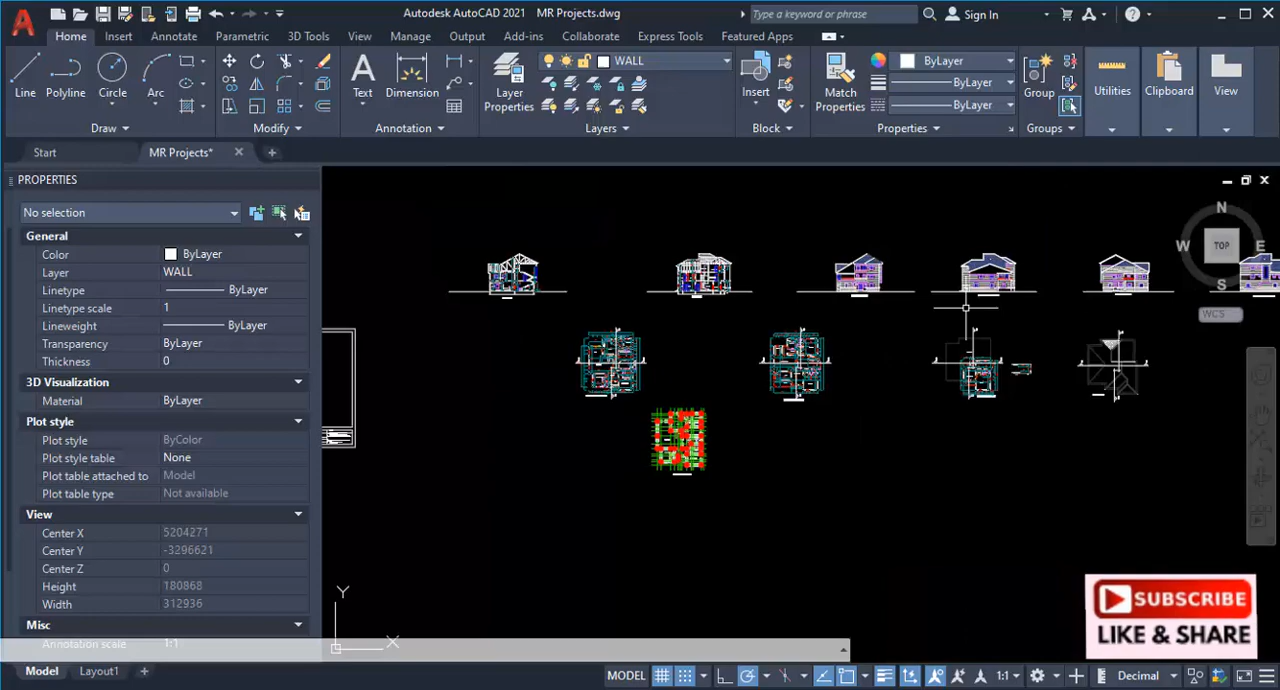 Autodesk AutoCAD 2021 MR Projects.dwg
Type a keyword or phrase
Sign In
Home Insert Annotate Parametric 3D Tools View Manage Output Add-ins Collaborate Express Tools Featured Apps
WALL
ByLayer
Line Polyline Circle Arc
Text Dimension
Layer Properties
Insert
Match Properties
ByLayer
ByLayer
Group
Utilities Clipboard View
Draw Modify Annotation Layers Block Properties Groups
Start MR Projects*
PROPERTIES
No selection
General
Color ByLayer
Layer WALL
Linetype ByLayer
Linetype scale 1
Lineweight ByLayer
Transparency ByLayer
Thickness 0
3D Visualization
Material ByLayer
Plot style
Plot style ByColor
Plot style table None
Plot table attached to Model
Plot table type Not available
View
Center X 5204271
Center Y -3296621
Center Z 0
Height 180868
Width 312936
Misc
Annotation scale 1:1
N
W TOP E
S
WCS
Y
X
SUBSCRIBE
LIKE & SHARE
Model Layout1
MODEL 1:1 Decimal